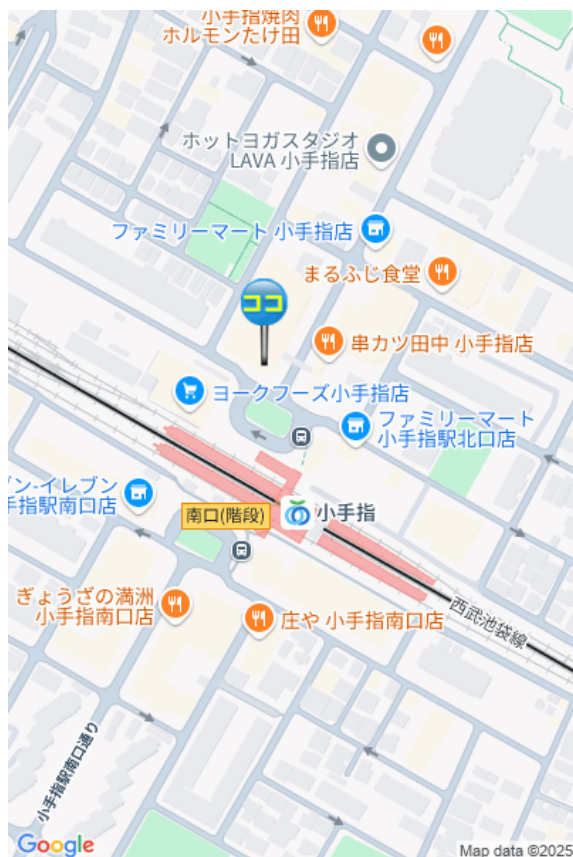 小手指焼肉
ホルモンたけ田
ホットヨガスタジオ
LAVA 小手指店
ファミリーマート 小手指店
まるふじ食堂
ココ
串カツ田中 小手指店
ヨークフーズ小手指店
ファミリーマート
小手指駅北口店
ブン-イレブン
手指駅南口店
南口(階段)
小手指
西武池袋線
ぎょうざの満洲
小手指南口店
庄や 小手指南口店
小手指駅南口通り
Google
Map data ©2025